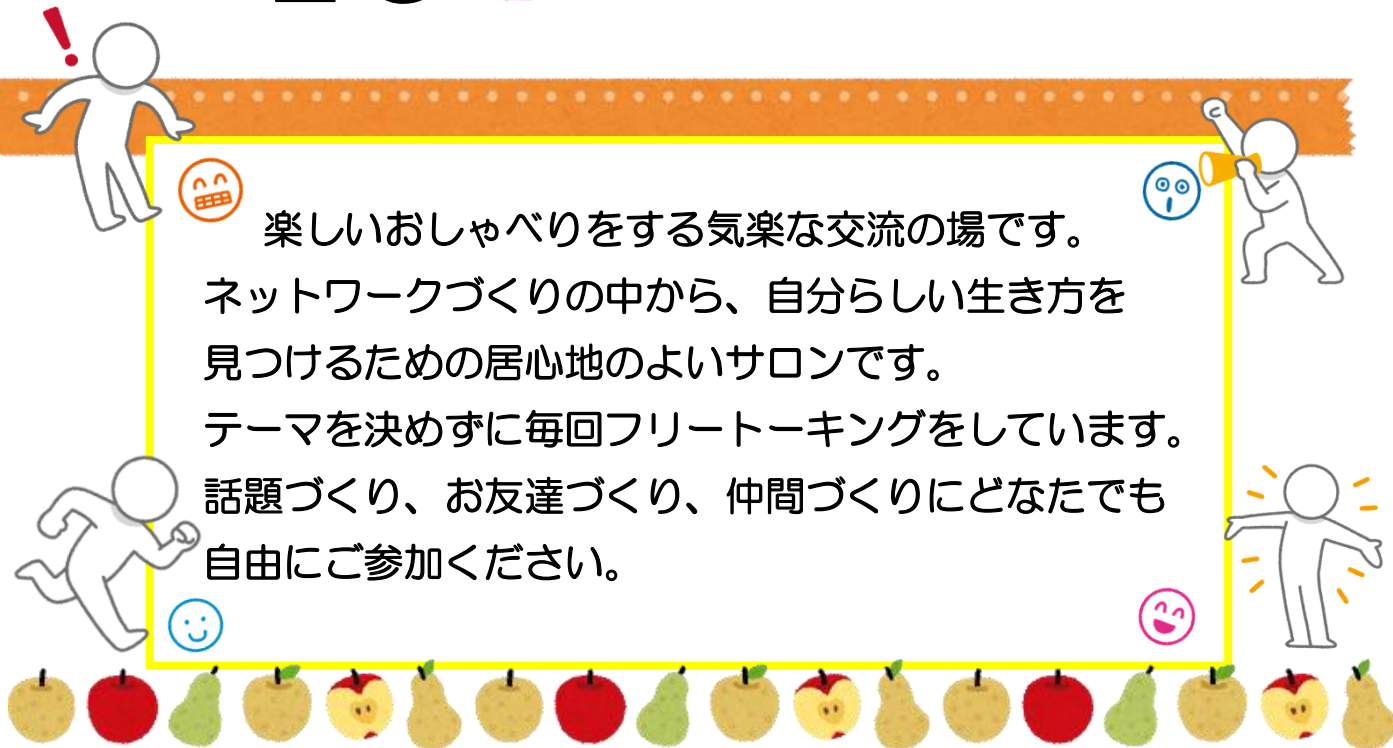 楽しいおしゃべりをする気楽な交流の場です。
ネットワークづくりの中から、自分らしい生き方を
見つけるための居心地のよいサロンです。
テーマを決めずに毎回フリートーキングをしています。
話題づくり、お友達づくり、仲間づくりにどなたでも
自由にご参加ください。